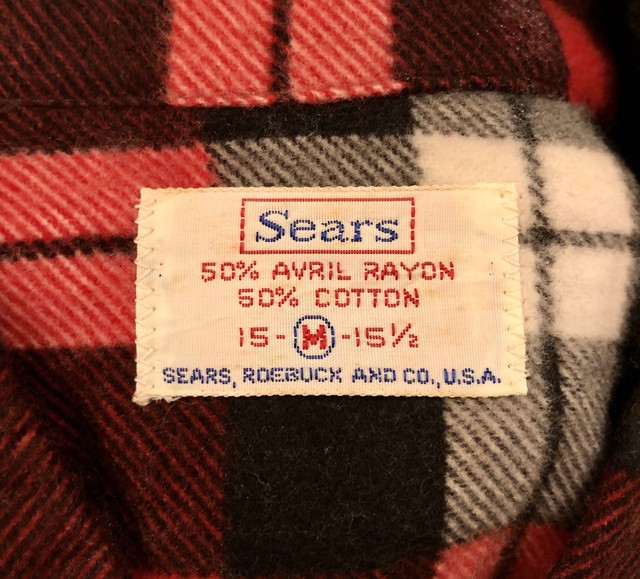 Sears
50% AVRIL RAYON
50% COTTON
15-M-15½
SEARS, ROEBUCK AND CO., U.S.A.